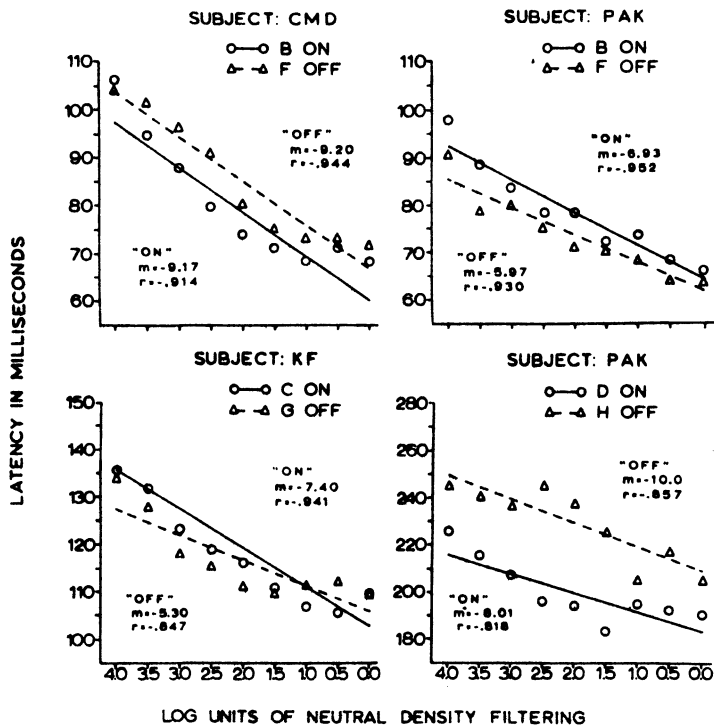 SUBJECT: CMD
B ON
F OFF
110
100
90
80
70
60
"OFF"
m=-9.20
r=-.944
"ON"
m=-9.17
r=-.914
SUBJECT: PAK
B ON
F OFF
110
100
90
80
70
60
"ON"
m=-6.93
r=-.952
"OFF"
m=-5.97
r=-.930
LATENCY IN MILLISECONDS
SUBJECT: KF
C ON
G OFF
150
140
130
120
110
100
"ON"
m=-7.40
r=-.941
"OFF"
m=-5.30
r=-.847
4.0 3.5 3.0 2.5 2.0 1.5 1.0 0.5 0.0
SUBJECT: PAK
D ON
H OFF
280
260
240
220
200
180
"OFF"
m=-10.0
r=-.857
"ON"
m=-8.01
r=-.818
4.0 3.5 3.0 2.5 2.0 1.5 1.0 0.5 0.0
LOG UNITS OF NEUTRAL DENSITY FILTERING